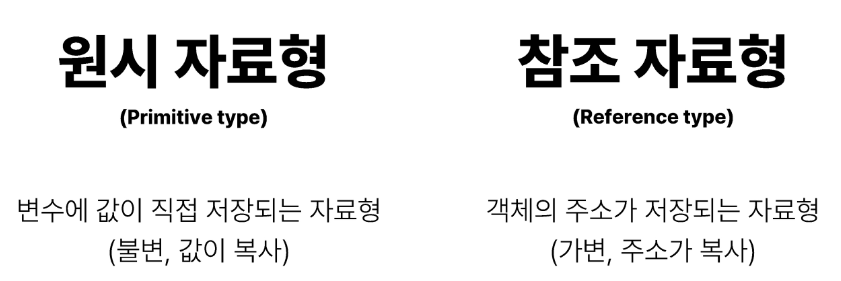 원시 자료형
(Primitive type)
변수에 값이 직접 저장되는 자료형
(불변, 값이 복사)
참조 자료형
(Reference type)
객체의 주소가 저장되는 자료형
(가변, 주소가 복사)